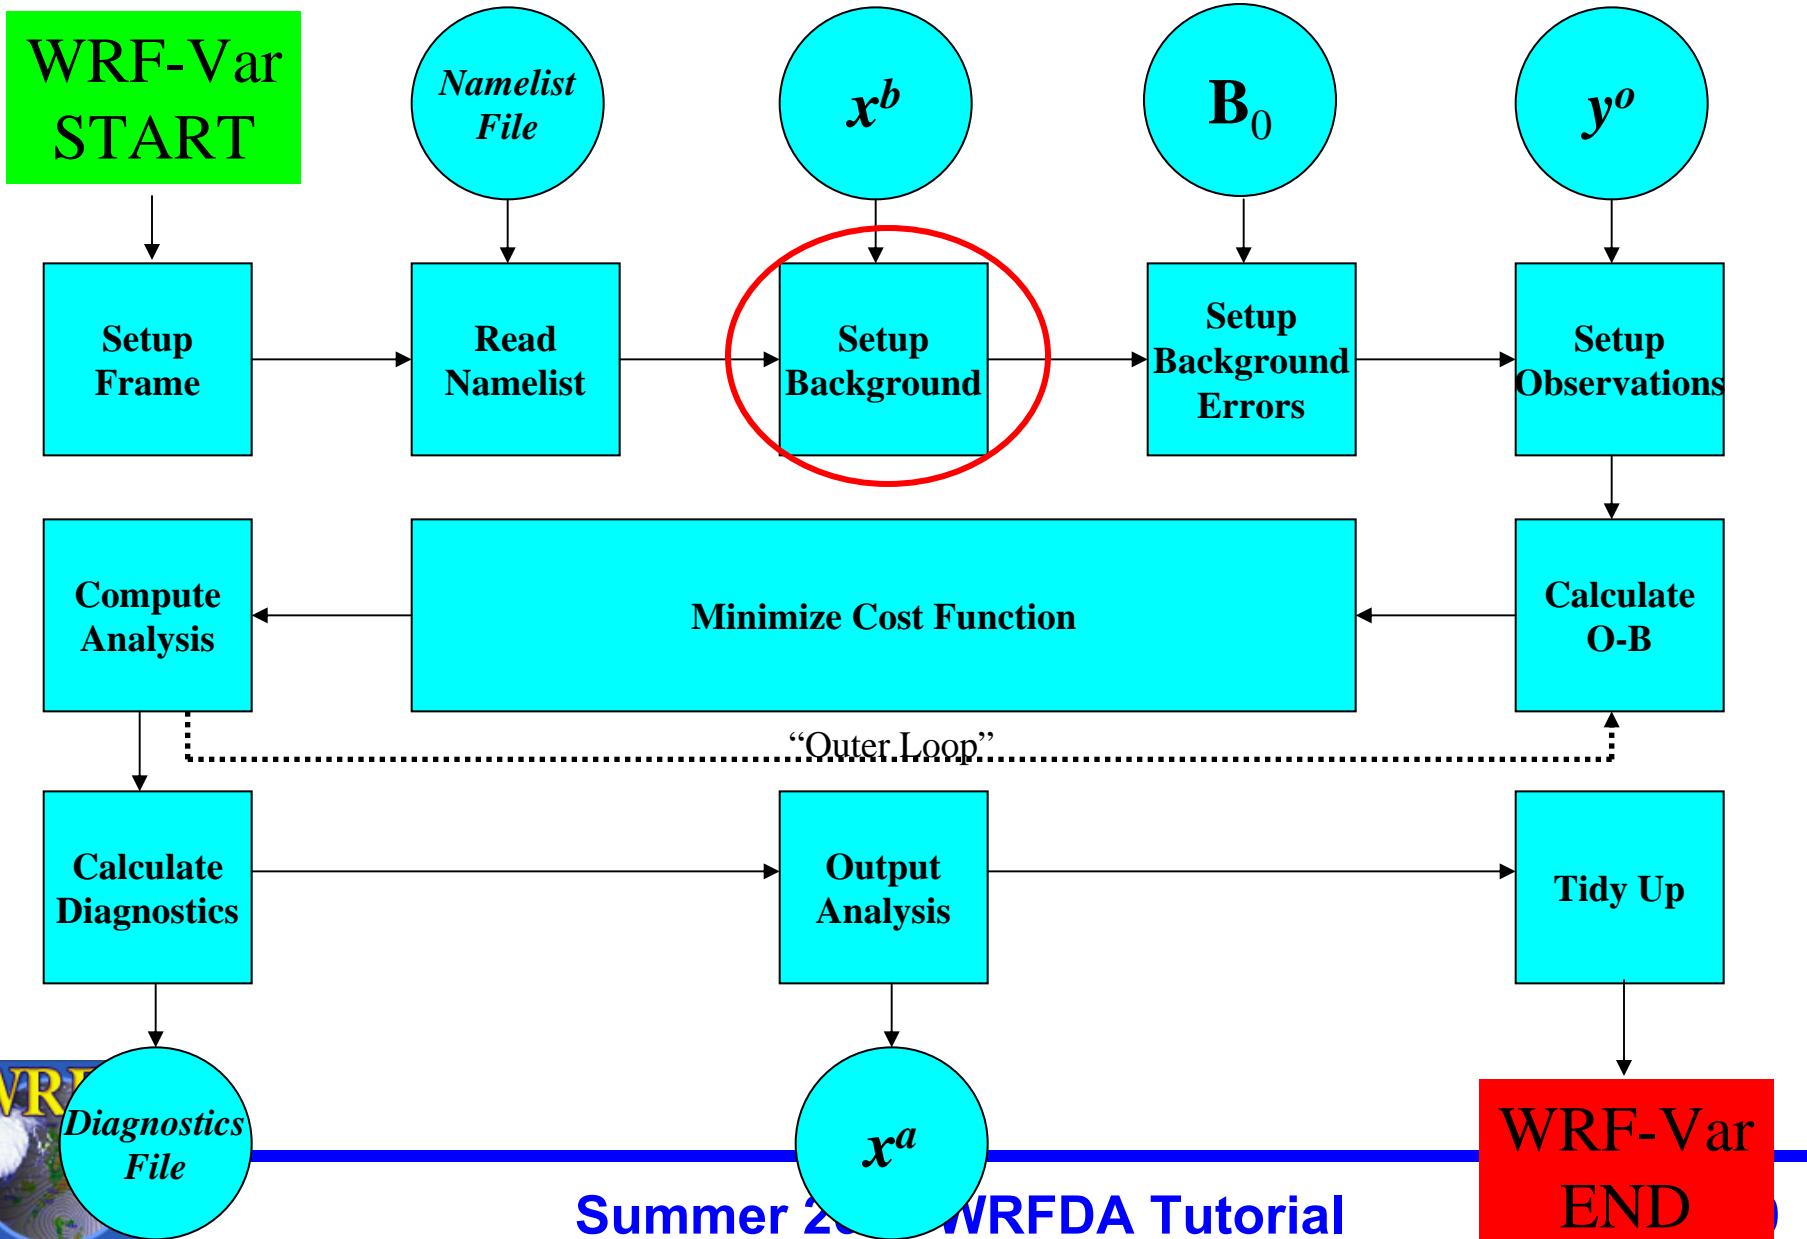 WRF-Var
START
Namelist
File
x^b
B₀
y^o
Setup
Frame
Read
Namelist
Setup
Background
Setup
Background
Errors
Setup
Observations
Compute
Analysis
Minimize Cost Function
Calculate
O-B
“Outer Loop”
Calculate
Diagnostics
Output
Analysis
Tidy Up
Diagnostics
File
x^a
WRF-Var
END
Summer WRFDA Tutorial